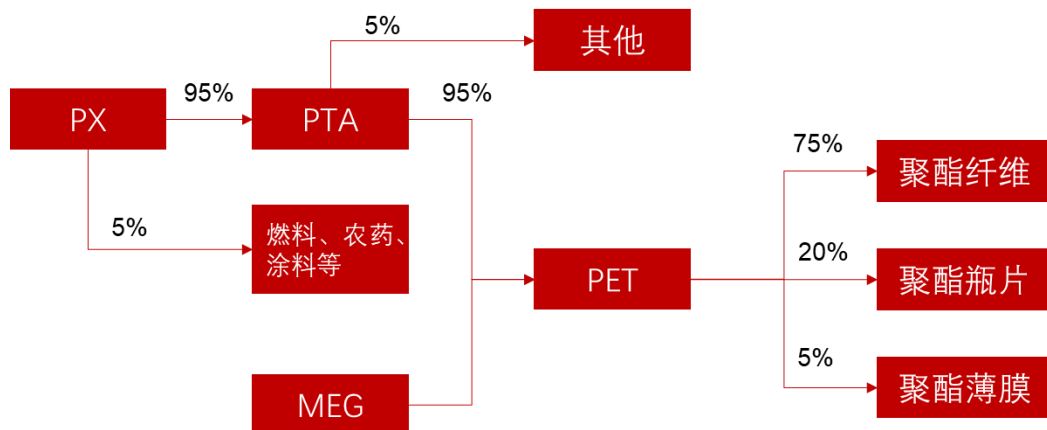 5%
其他
95%
95%
PX
PTA
75%
聚酯纤维
5%
燃料、农药、
涂料等
20%
PET
聚酯瓶片
5%
MEG
聚酯薄膜